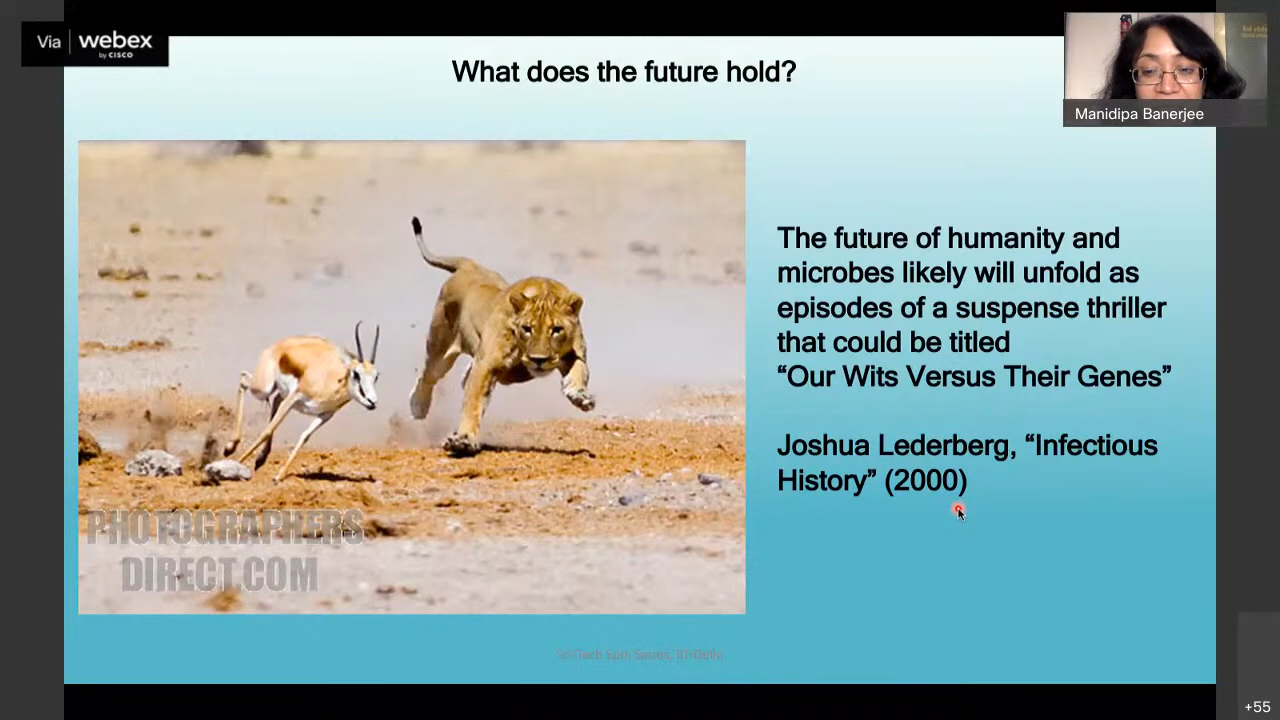 Via webex
by CISCO
What does the future hold?
Manidipa Banerjee
The future of humanity and
microbes likely will unfold as
episodes of a suspense thriller
that could be titled
“Our Wits Versus Their Genes”
Joshua Lederberg, “Infectious
History” (2000)
PHOTOGRAPHERS
DIRECT.COM
+55